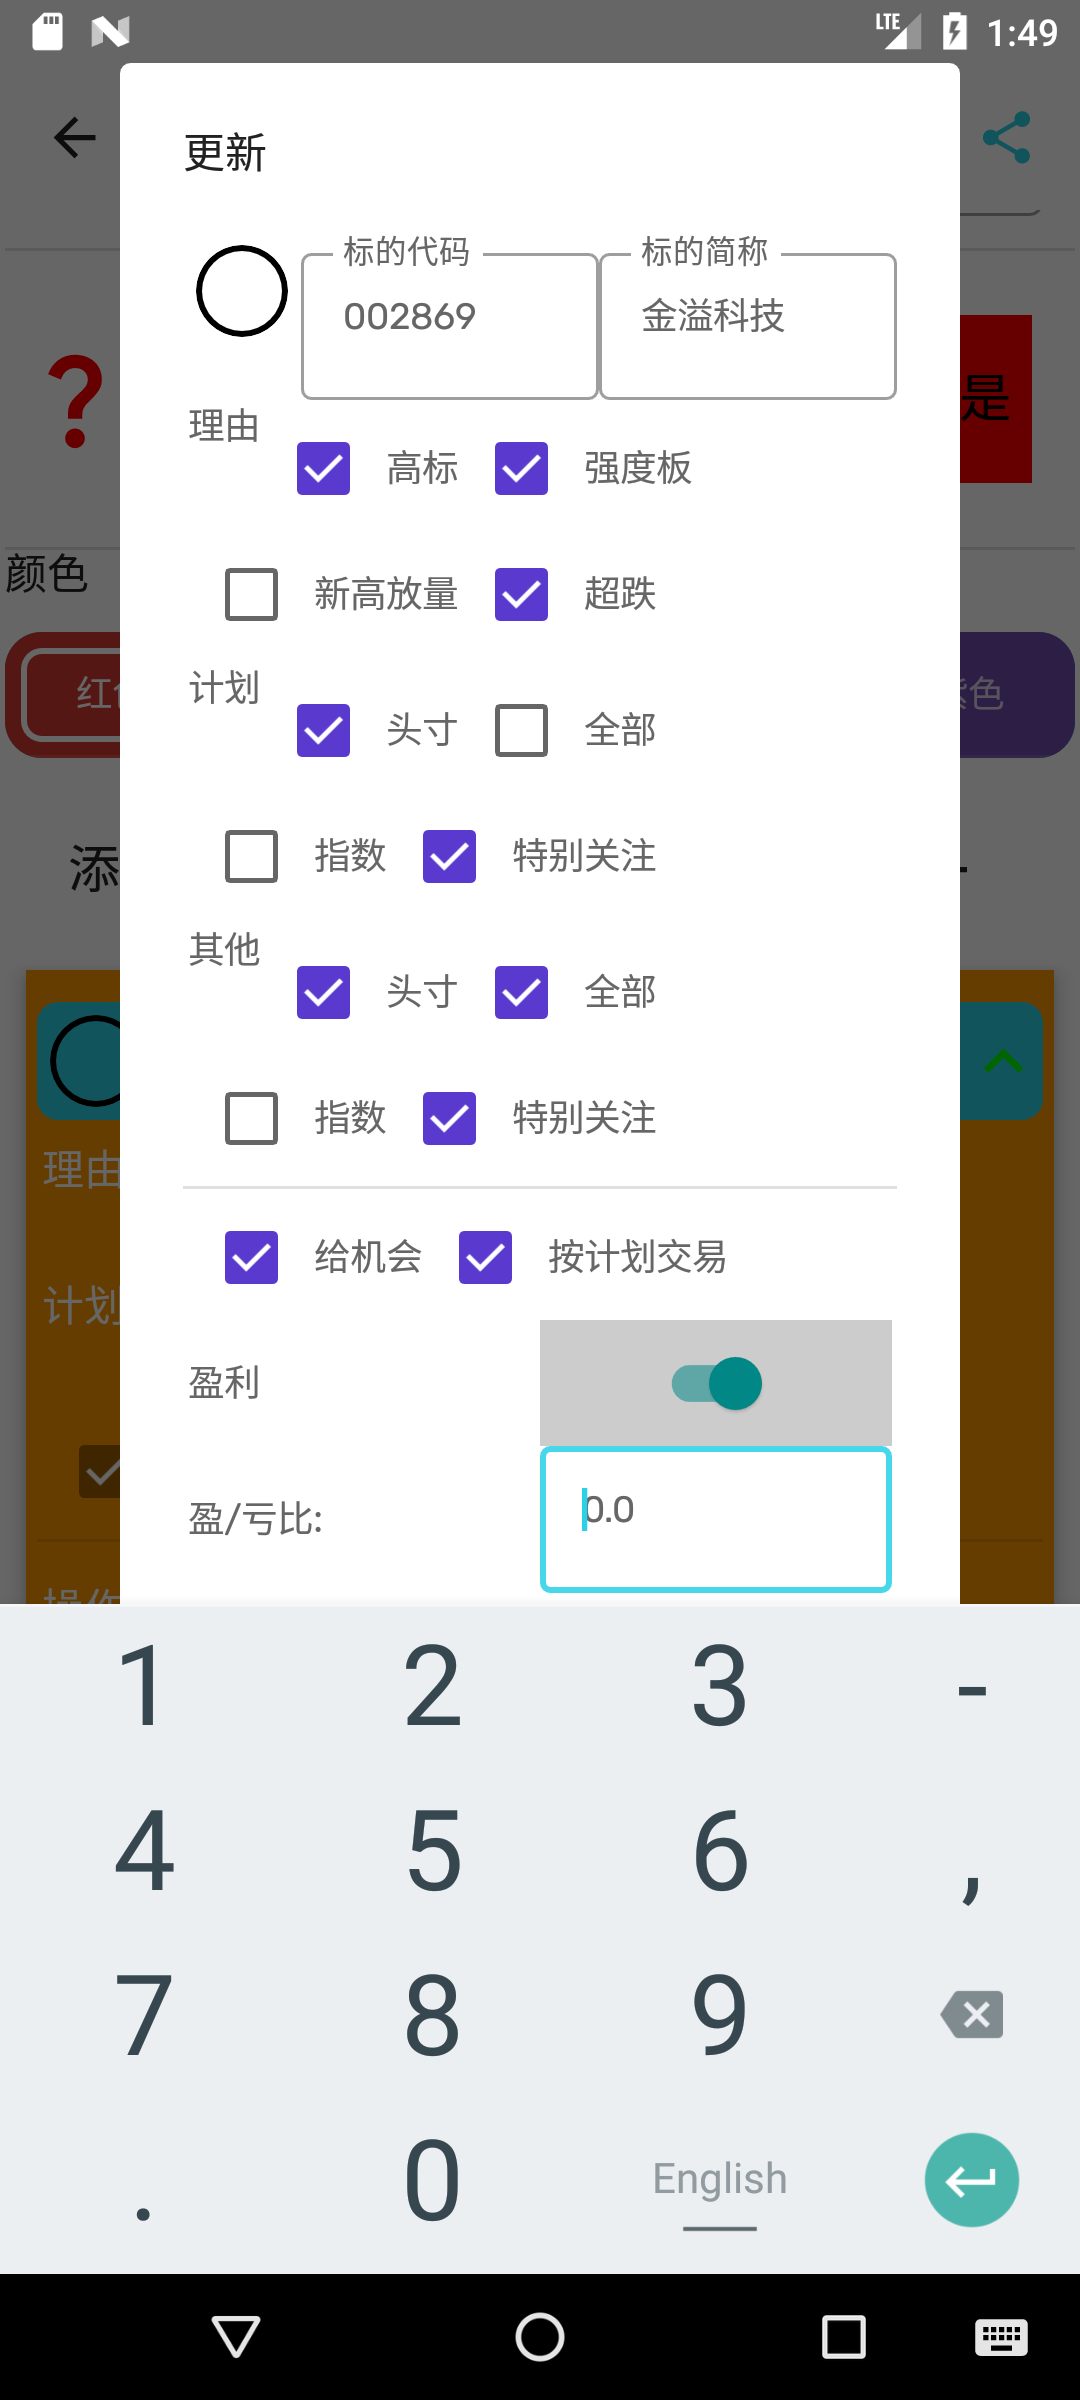 LTE 1:49
更新
标的代码 标的简称
002869 金溢科技
? 是
理由
高标 强度板
颜色
新高放量 超跌
计划
红 色
头寸 全部
添
指数 特别关注
其他
头寸 全部
指数 特别关注
理由
给机会 按计划交易
计划
盈利
盈/亏比: 0.0
1 2 3 -
4 5 6 ,
7 8 9
. 0 English